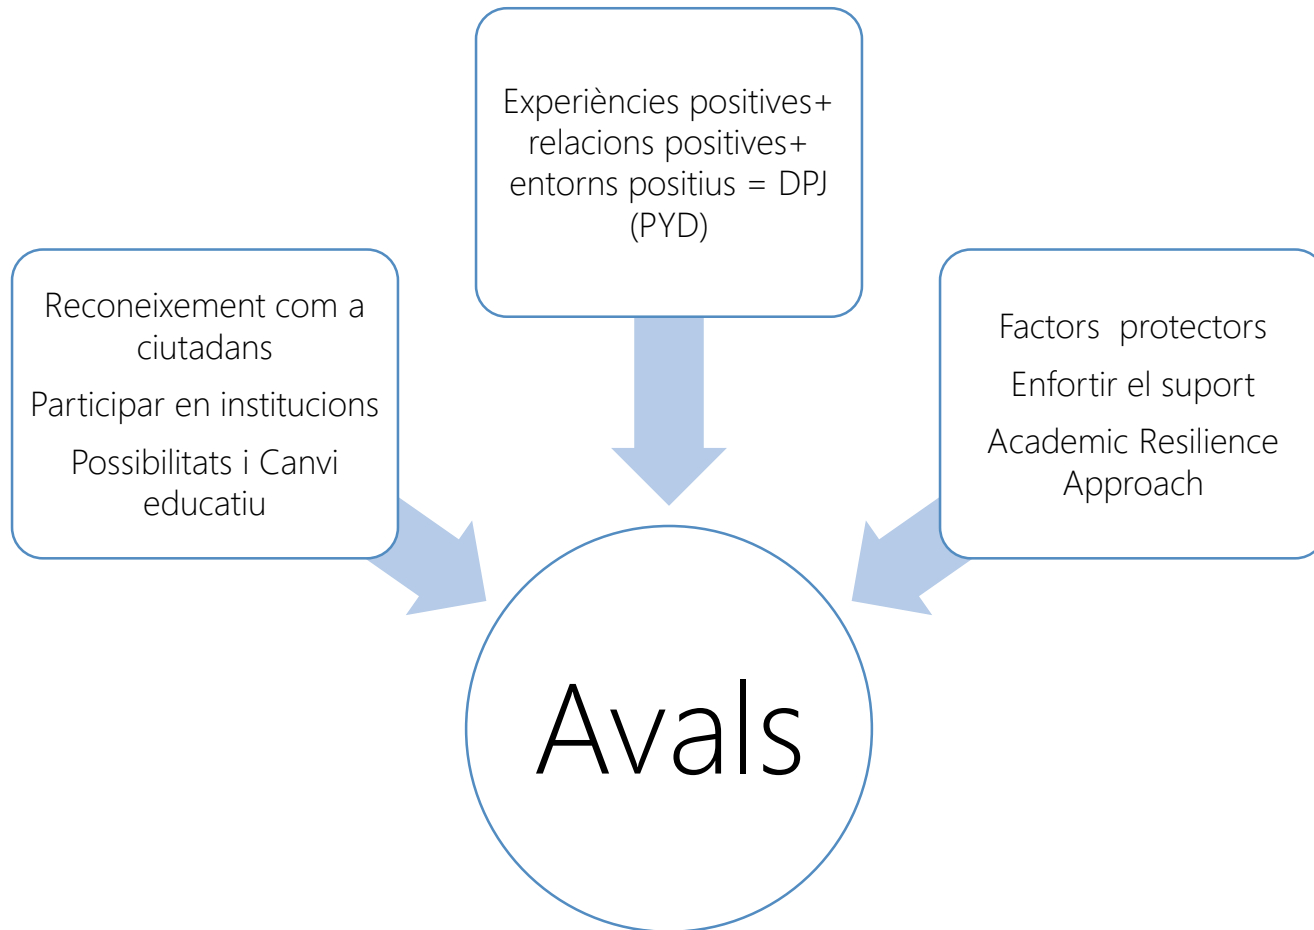 Experiències positives+
relacions positives+
entorns positius = DPJ
(PYD)
Reconeixement com a
ciutadans
Participar en institucions
Possibilitats i Canvi
educatiu
Factors  protectors
Enfortir el suport
Academic Resilience
Approach
Avals